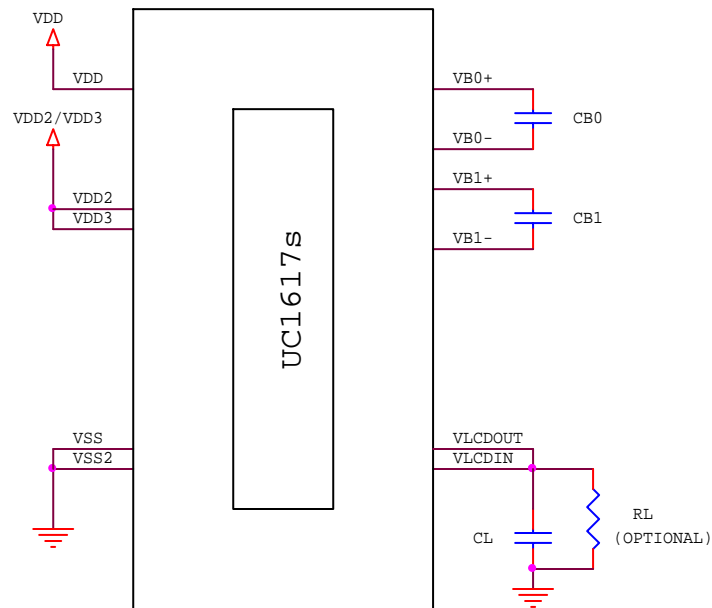 VDD
VDD
VB0+
VDD2/VDD3
CB0
VB0-
VB1+
VDD2
VDD3
CB1
VB1-
UC1617s
VSS
VSS2
VLCDOUT
VLCDIN
RL
(OPTIONAL)
CL